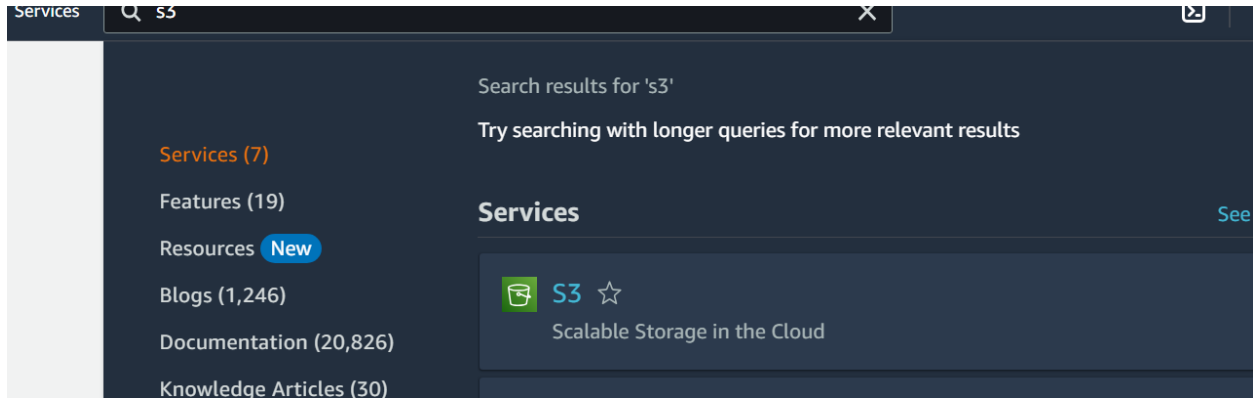 Services
s3
Search results for 's3'
Try searching with longer queries for more relevant results
Services (7)
Features (19)
Resources New
Blogs (1,246)
Documentation (20,826)
Knowledge Articles (30)
Services
See
S3
Scalable Storage in the Cloud